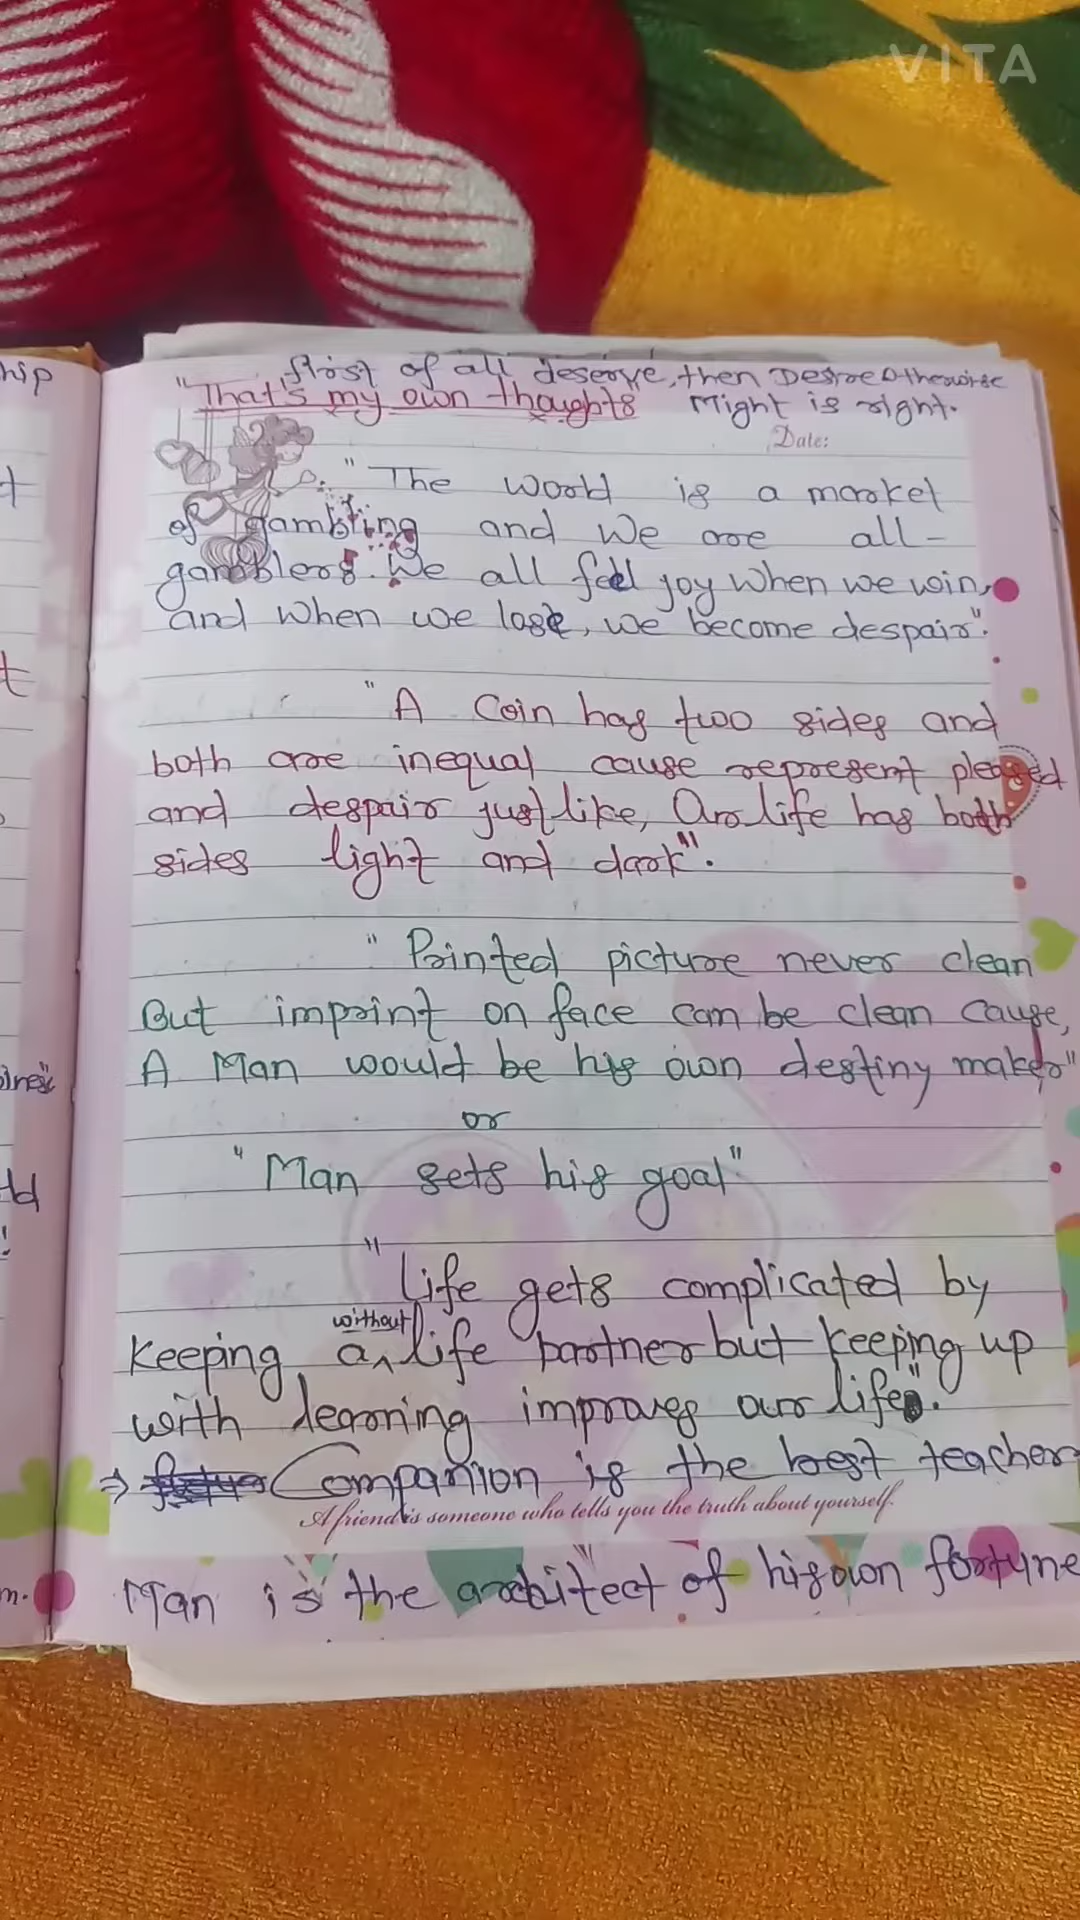 VITA
first of all deserve, then Desire Otherwise
"That's my own thoughts" Might is right.
Date:
"The world is a market
of gambling and we are all-
gamblers. We all feel joy when we win,
and when we lose, we become despair".
"A Coin has two sides and
both are inequal cause represent pleased
and despair just like, Our life has both
sides light and dark".
"Printed picture never clean
But imprint on face can be clean cause,
A Man would be his own destiny maker"
or
"Man sets his goal"
"Life gets complicated by
without
Keeping a life partner but keeping up
with learning improves our life".
⇒ Companion is the best teacher
A friend is someone who tells you the truth about yourself.
Man is the architect of his own fortune
hip
t
t
ld
m.